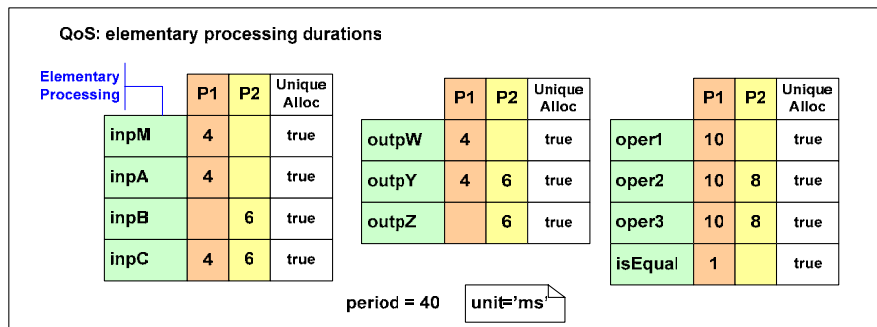 QoS: elementary processing durations
Elementary
Processing
P1 P2 Unique
Alloc
inpM 4 true
inpA 4 true
inpB 6 true
inpC 4 6 true
P1 P2 Unique
Alloc
outpW 4 true
outpY 4 6 true
outpZ 6 true
P1 P2 Unique
Alloc
oper1 10 true
oper2 10 8 true
oper3 10 8 true
isEqual 1 true
period = 40 unit='ms'